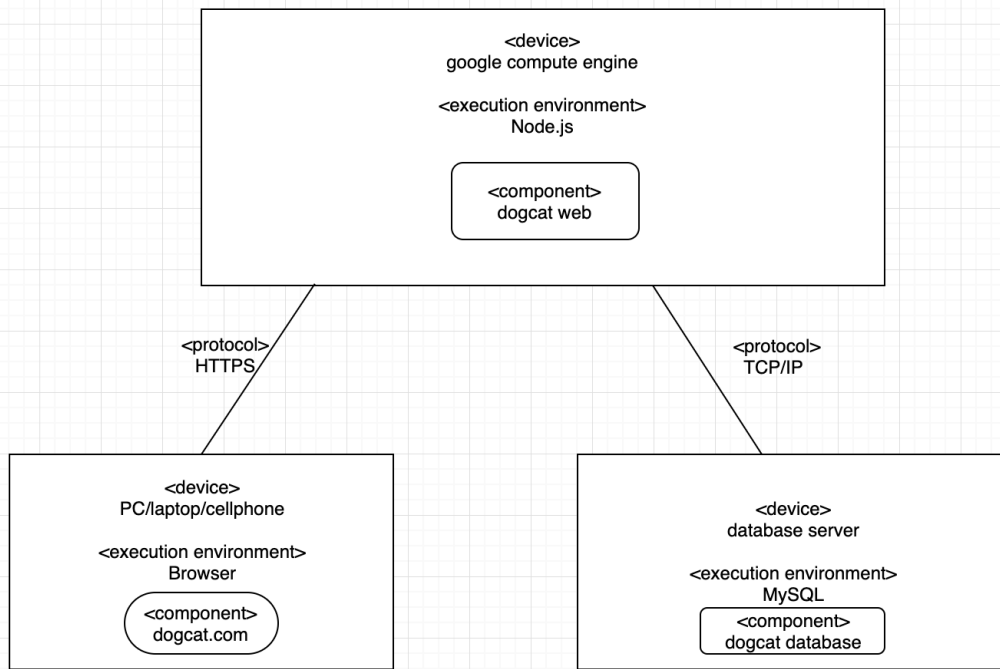 <device>
google compute engine
<execution environment>
Node.js
<component>
dogcat web
<protocol>
HTTPS
<protocol>
TCP/IP
<device>
PC/laptop/cellphone
<execution environment>
Browser
<component>
dogcat.com
<device>
database server
<execution environment>
MySQL
<component>
dogcat database